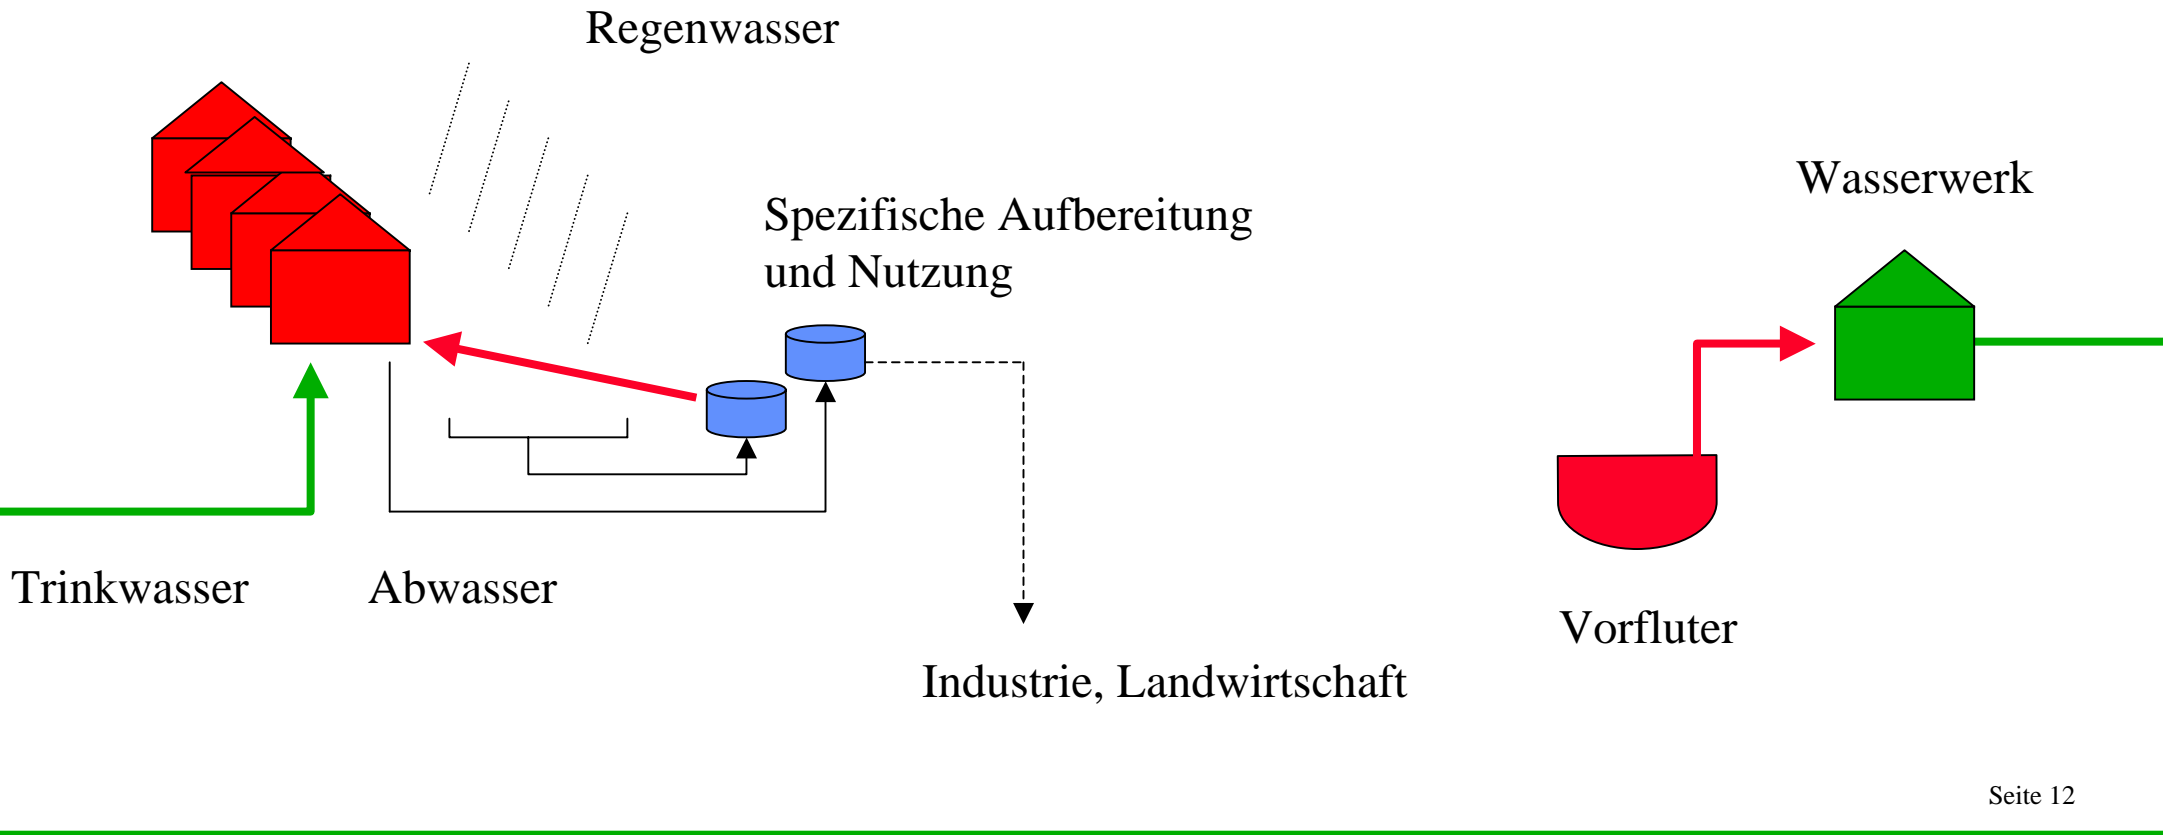 Regenwasser
Wasserwerk
Spezifische Aufbereitung
und Nutzung
Trinkwasser
Abwasser
Vorfluter
Industrie, Landwirtschaft
Seite 12